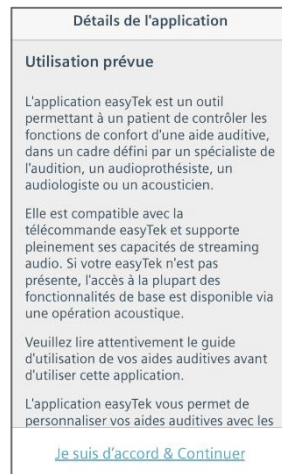 Détails de l'application
Utilisation prévue
L'application easyTek est un outil
permettant à un patient de contrôler les
fonctions de confort d'une aide auditive,
dans un cadre défini par un spécialiste de
l'audition, un audioprothésiste, un
audiologiste ou un acousticien.
Elle est compatible avec la
télécommande easyTek et supporte
pleinement ses capacités de streaming
audio. Si votre easyTek n'est pas
présente, l'accès à la plupart des
fonctionnalités de base est disponible via
une opération acoustique.
Veuillez lire attentivement le guide
d'utilisation de vos aides auditives avant
d'utiliser cette application.
L'application easyTek vous permet de
personnaliser vos aides auditives avec les
Je suis d'accord & Continuer